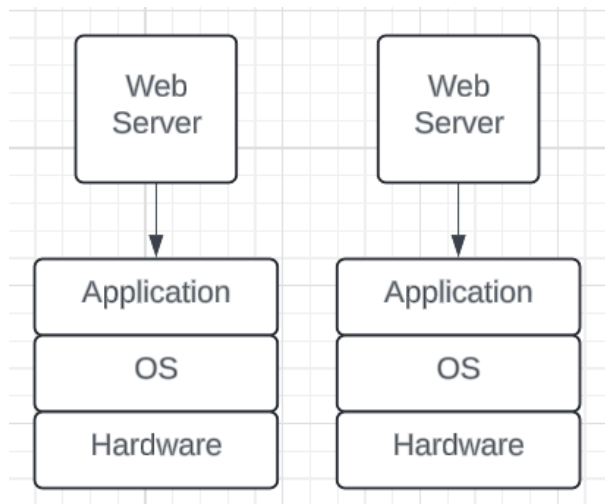 Web
Server
Web
Server
Application
OS
Hardware
Application
OS
Hardware